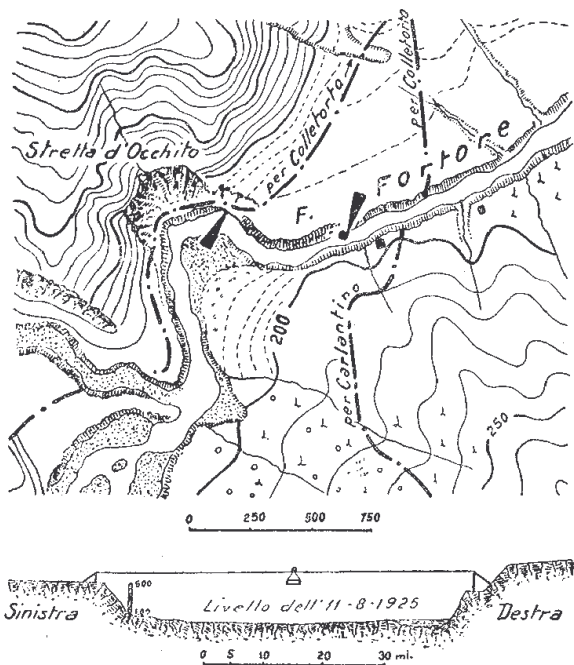 Stretta d'Occhito
per Colletorto
per Colletorto
F. Fortore
200
per Carlantino
250
0 250 500 750
Sinistra
500
Livello dell'11-8-1925
Destra
0 5 10 20 30 mt.